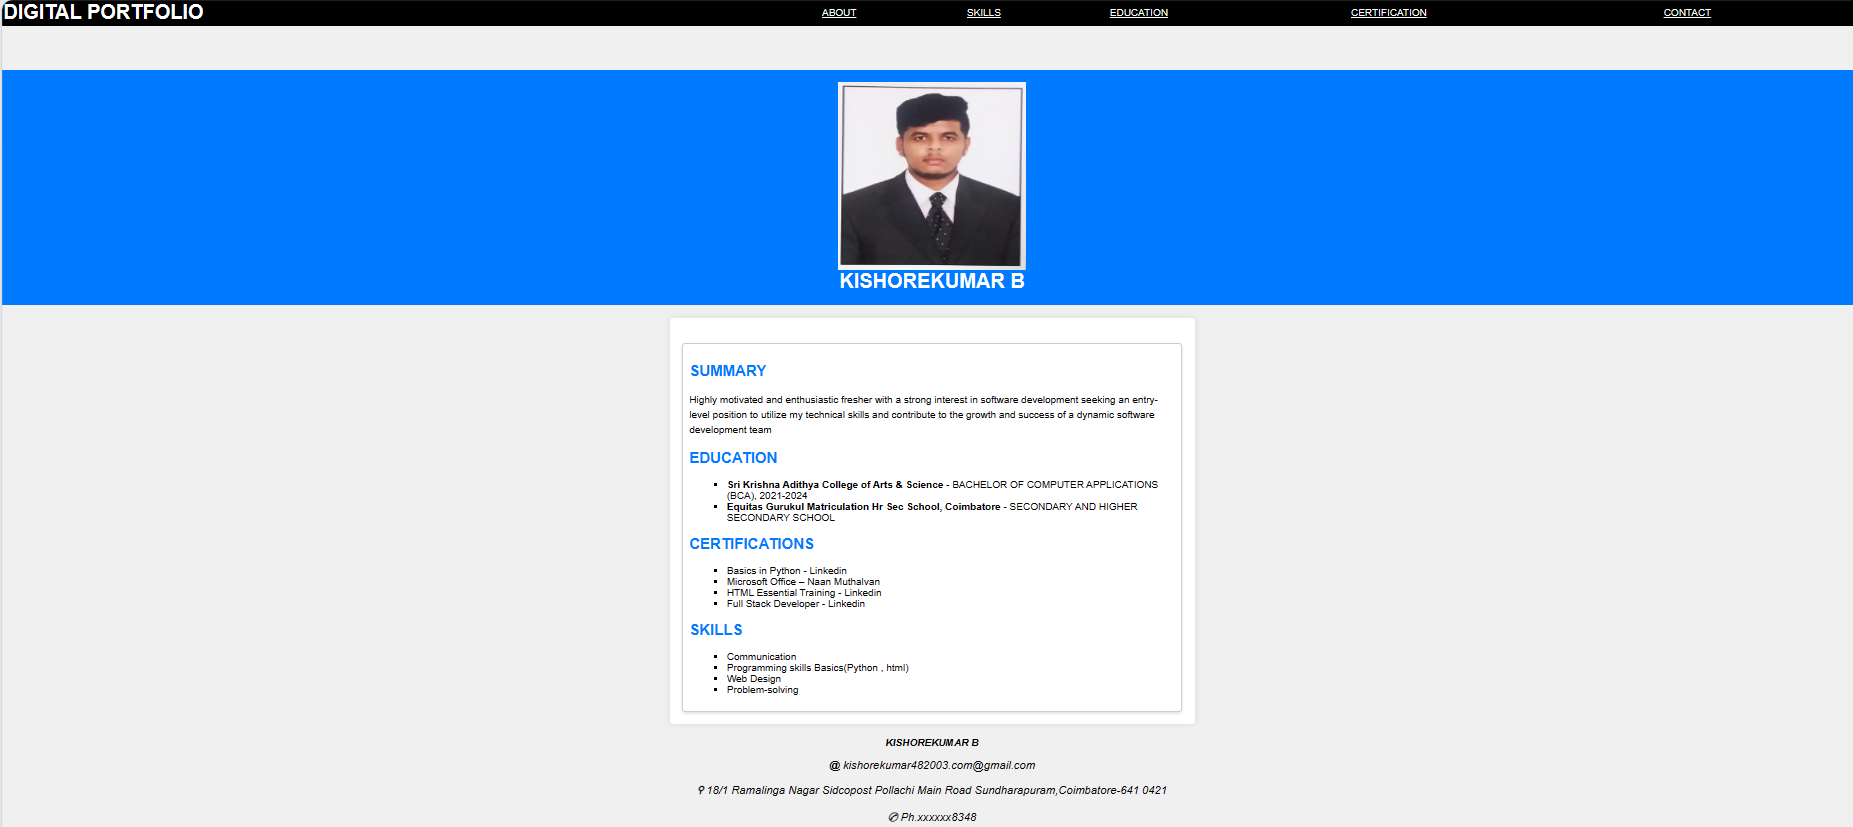 DIGITAL PORTFOLIO ABOUT SKILLS EDUCATION CERTIFICATION CONTACT
KISHOREKUMAR B
SUMMARY
Highly motivated and enthusiastic fresher with a strong interest in software development seeking an entry-
level position to utilize my technical skills and contribute to the growth and success of a dynamic software
development team
EDUCATION
Sri Krishna Adithya College of Arts & Science - BACHELOR OF COMPUTER APPLICATIONS
(BCA), 2021-2024
Equitas Gurukul Matriculation Hr Sec School, Coimbatore - SECONDARY AND HIGHER
SECONDARY SCHOOL
CERTIFICATIONS
Basics in Python - Linkedin
Microsoft Office – Naan Muthalvan
HTML Essential Training - Linkedin
Full Stack Developer - Linkedin
SKILLS
Communication
Programming skills Basics(Python , html)
Web Design
Problem-solving
KISHOREKUMAR B
@ kishorekumar482003.com@gmail.com
18/1 Ramalinga Nagar Sidcopost Pollachi Main Road Sundharapuram,Coimbatore-641 0421
✆ Ph.xxxxxx8348